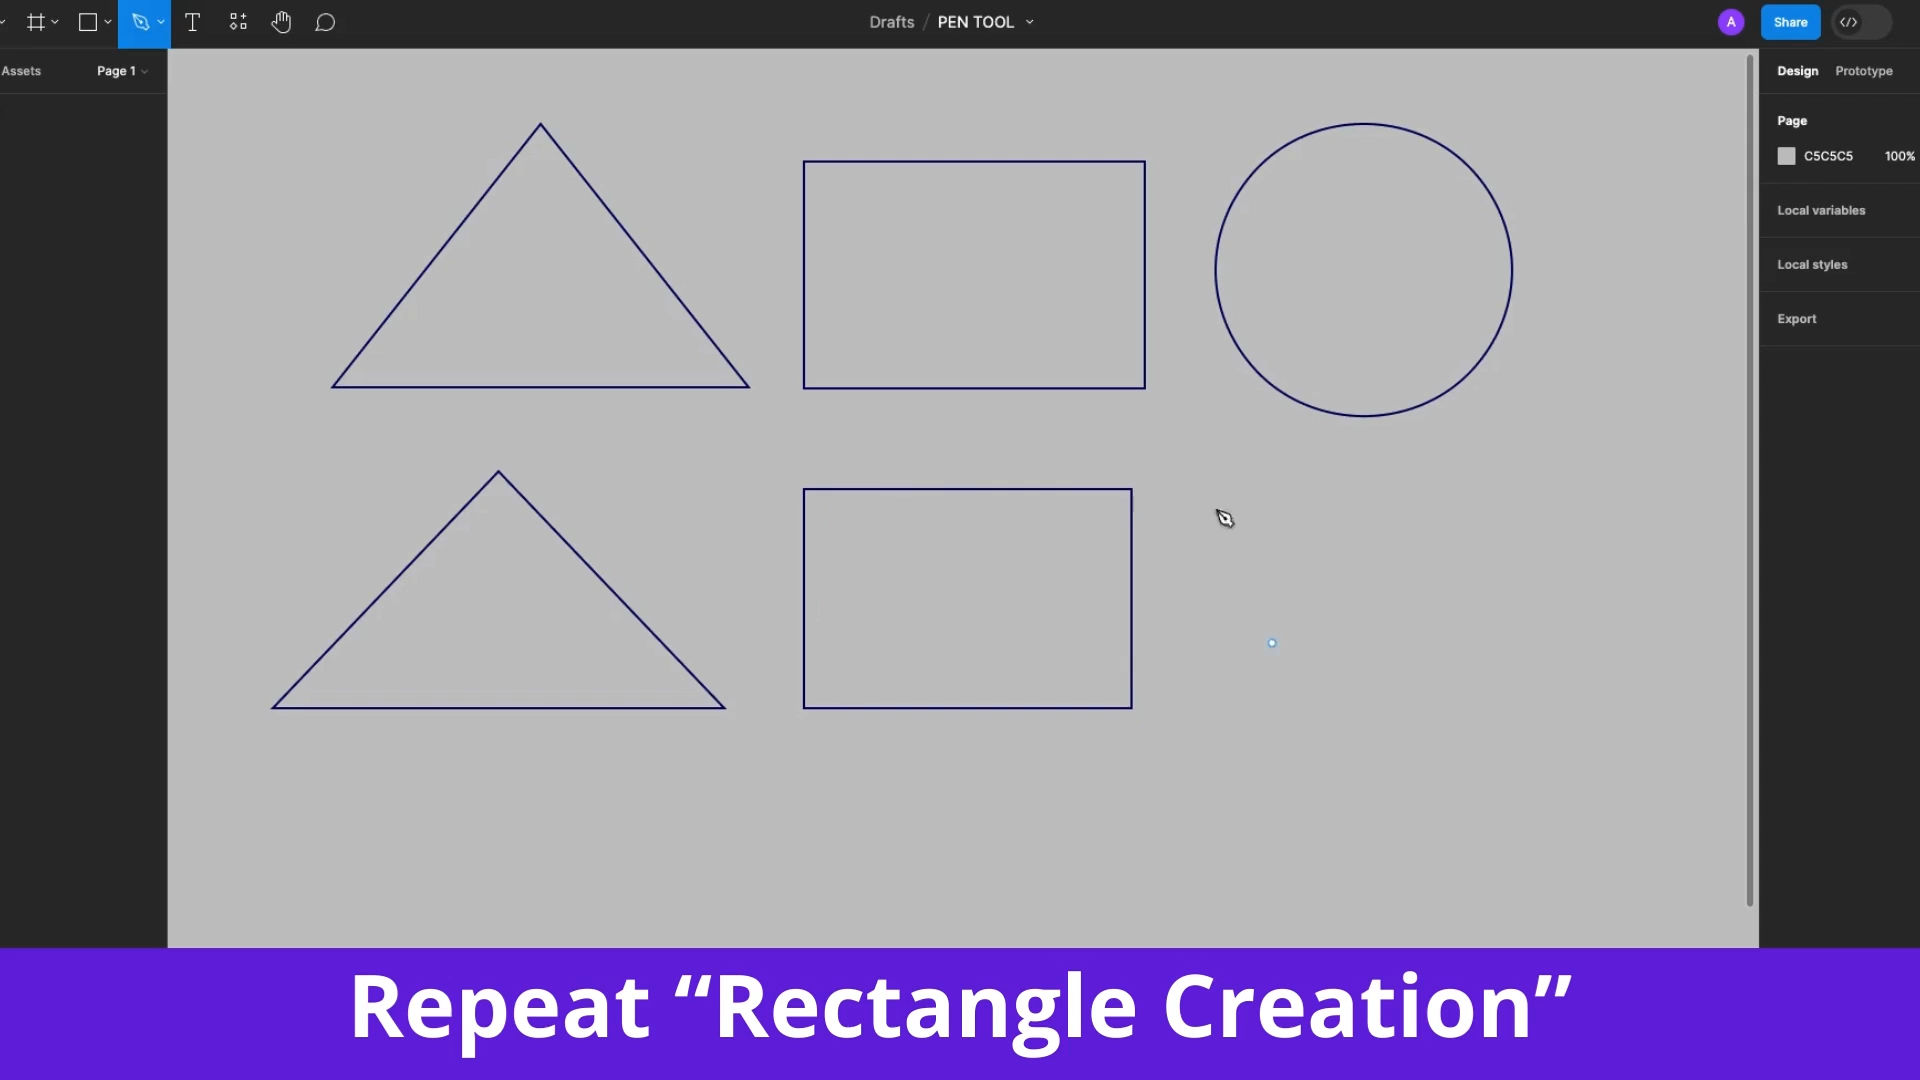 T
Drafts / PEN TOOL
A
Share
</>
Assets
Page 1
Design
Prototype
Page
C5C5C5
100%
Local variables
Local styles
Export
Repeat “Rectangle Creation”